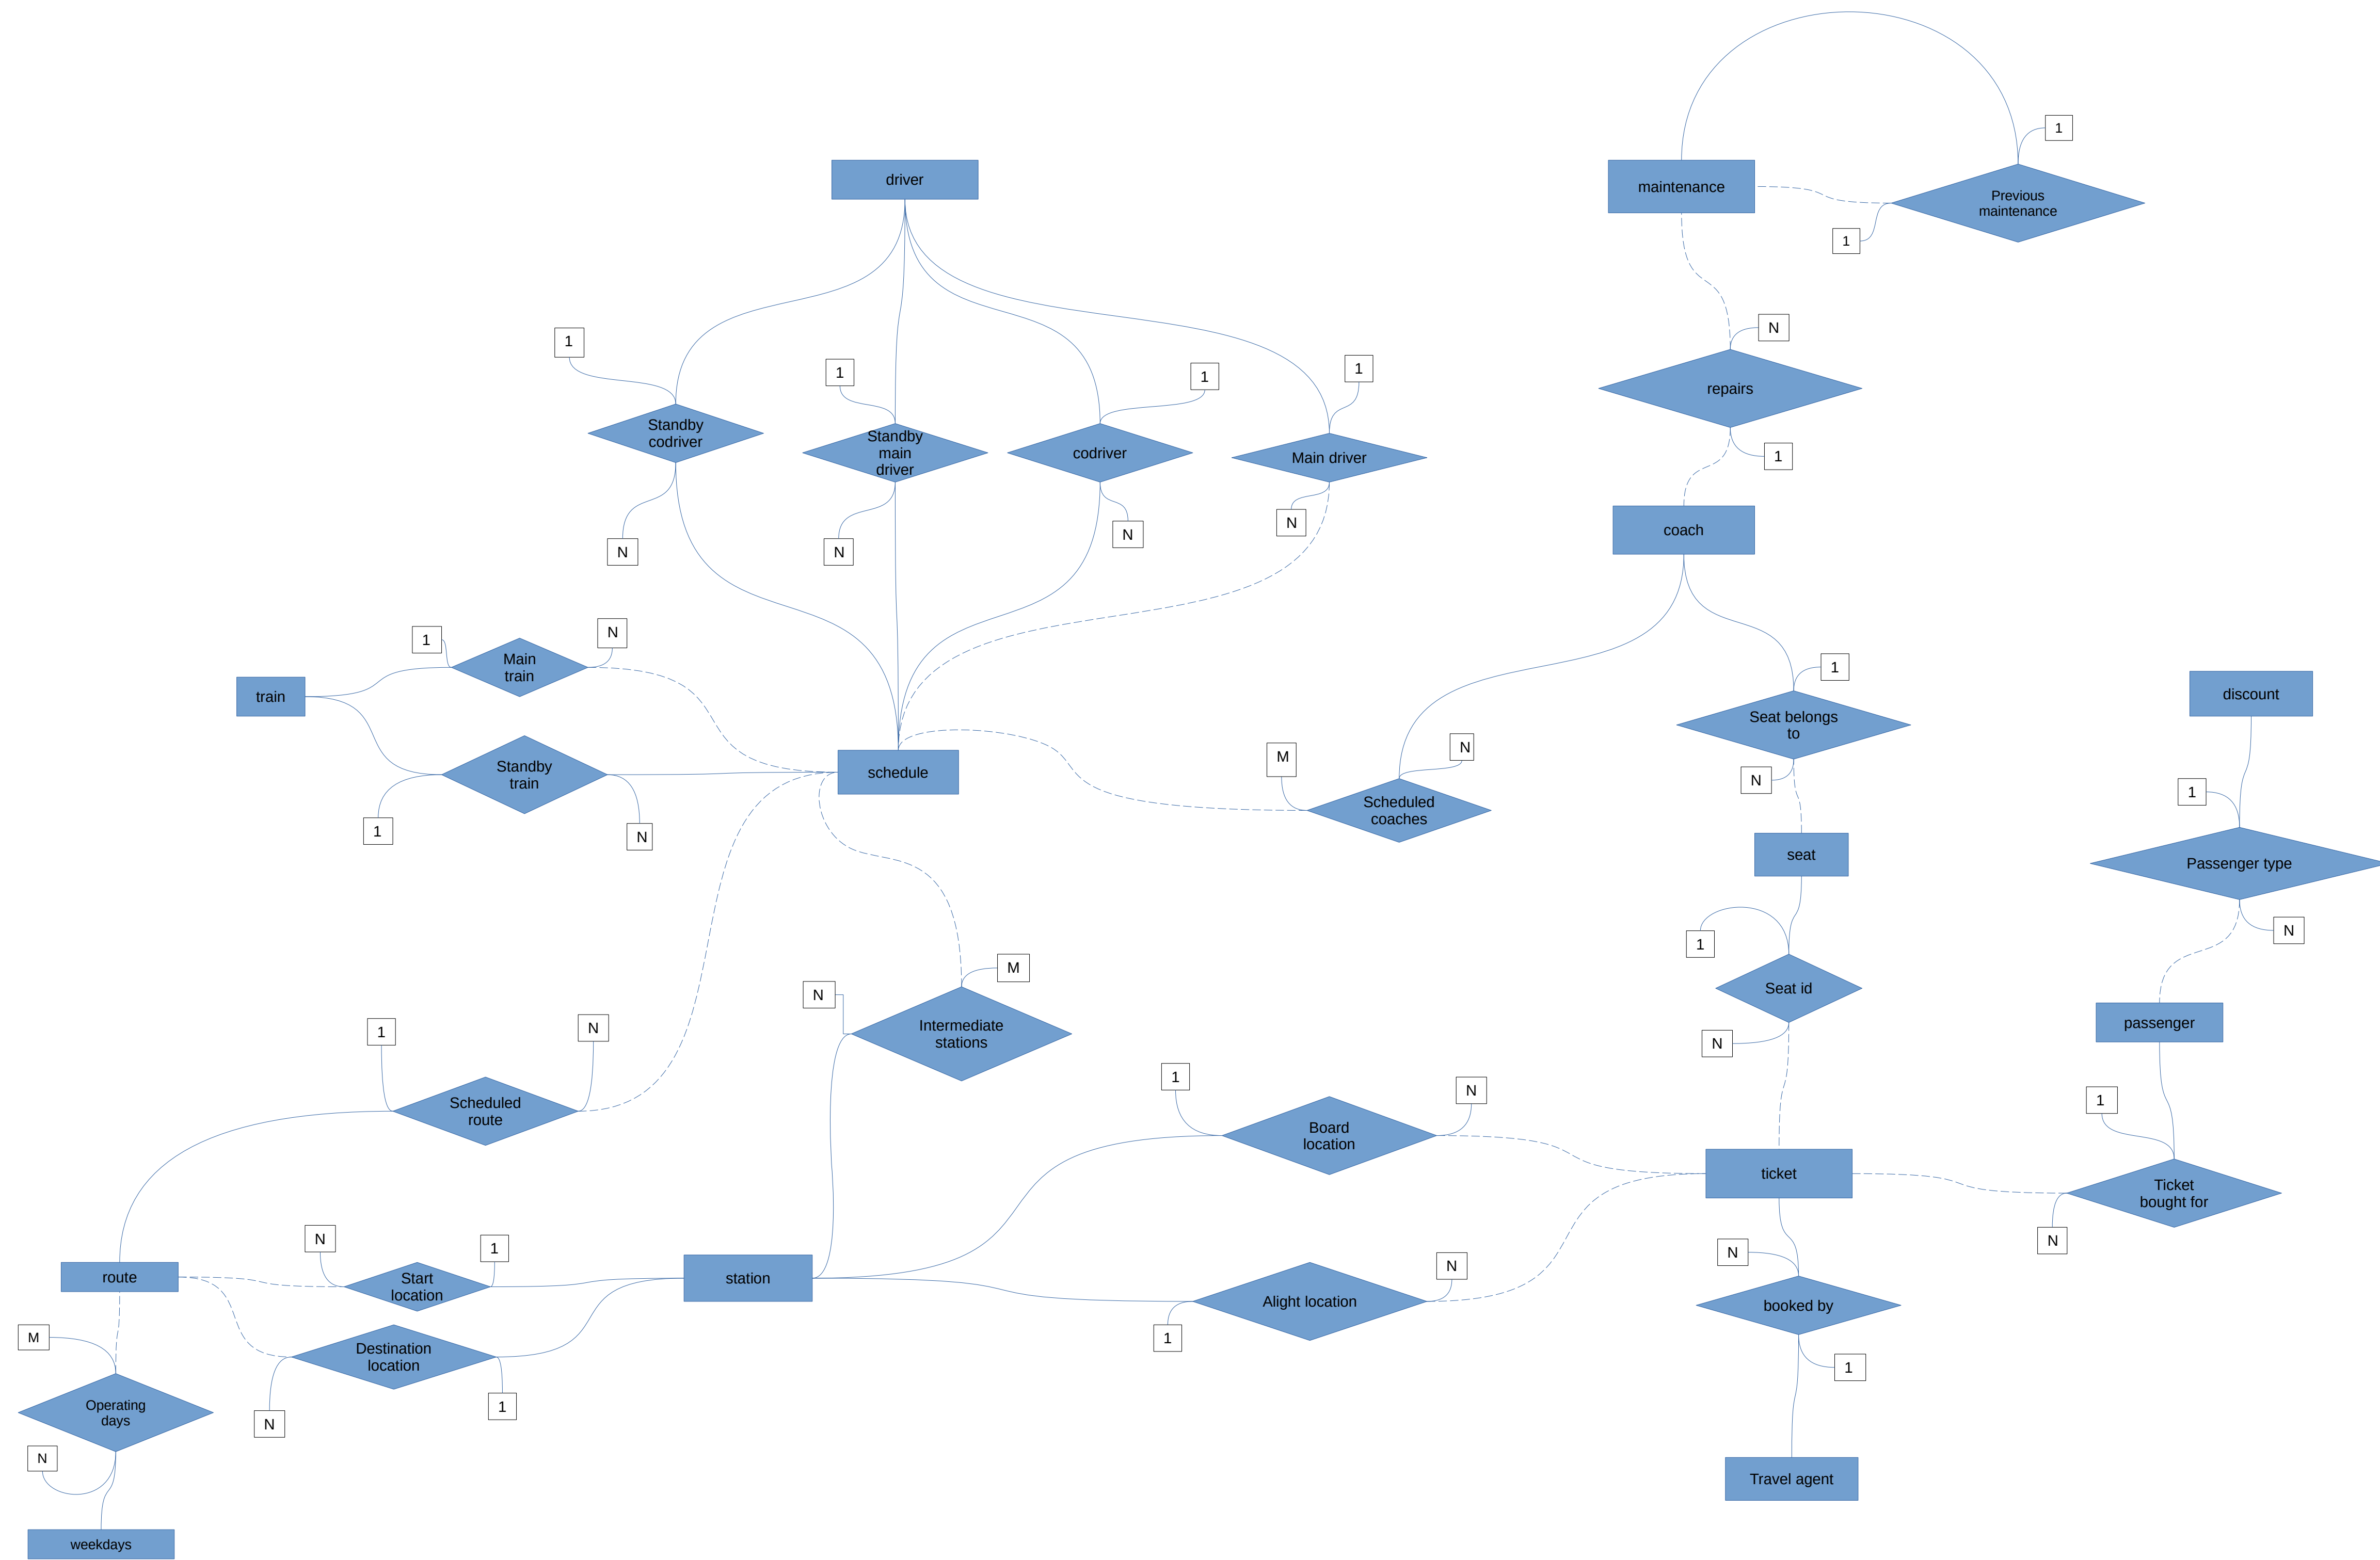 1
driver
maintenance
Previous
maintenance
1
N
1
1
1
1
repairs
Standby
codriver
Standby
main
driver
codriver
Main driver
1
N
N
N
N
coach
1
N
Main
train
1
train
discount
Seat belongs
to
Standby
train
schedule
M
N
N
1
Scheduled
coaches
1
N
seat
Passenger type
N
1
M
N
Seat id
1
N
Intermediate
stations
N
passenger
1
N
1
Scheduled
route
Board
location
ticket
Ticket
bought for
N
1
N
N
route
Start
location
station
Alight location
N
booked by
M
1
Destination
location
1
Operating
days
N
1
N
Travel agent
weekdays